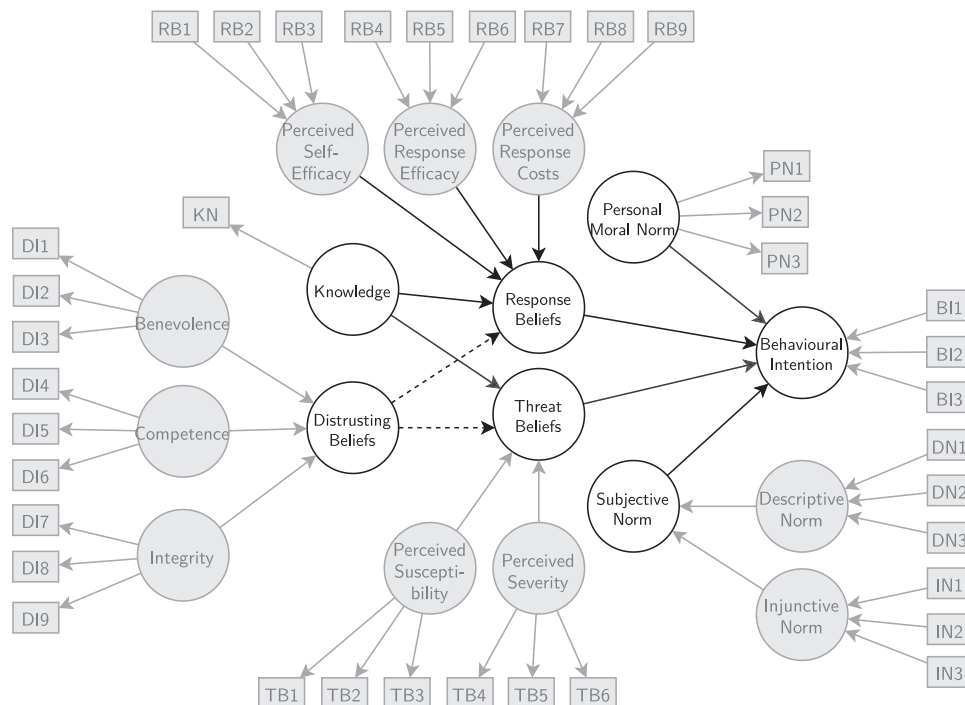 RB1 RB2 RB3 RB4 RB5 RB6 RB7 RB8 RB9
Perceived
Self-
Efficacy
Perceived
Response
Efficacy
Perceived
Response
Costs
KN
Personal
Moral Norm
PN1
PN2
PN3
DI1
DI2
DI3
Benevolence
Knowledge
Response
Beliefs
Behavioural
Intention
BI1
BI2
BI3
DI4
DI5
DI6
Competence
Distrusting
Beliefs
Threat
Beliefs
DI7
DI8
DI9
Integrity
Perceived
Suscepti-
bility
Perceived
Severity
Subjective
Norm
Descriptive
Norm
DN1
DN2
DN3
Injunctive
Norm
IN1
IN2
IN3
TB1 TB2 TB3 TB4 TB5 TB6